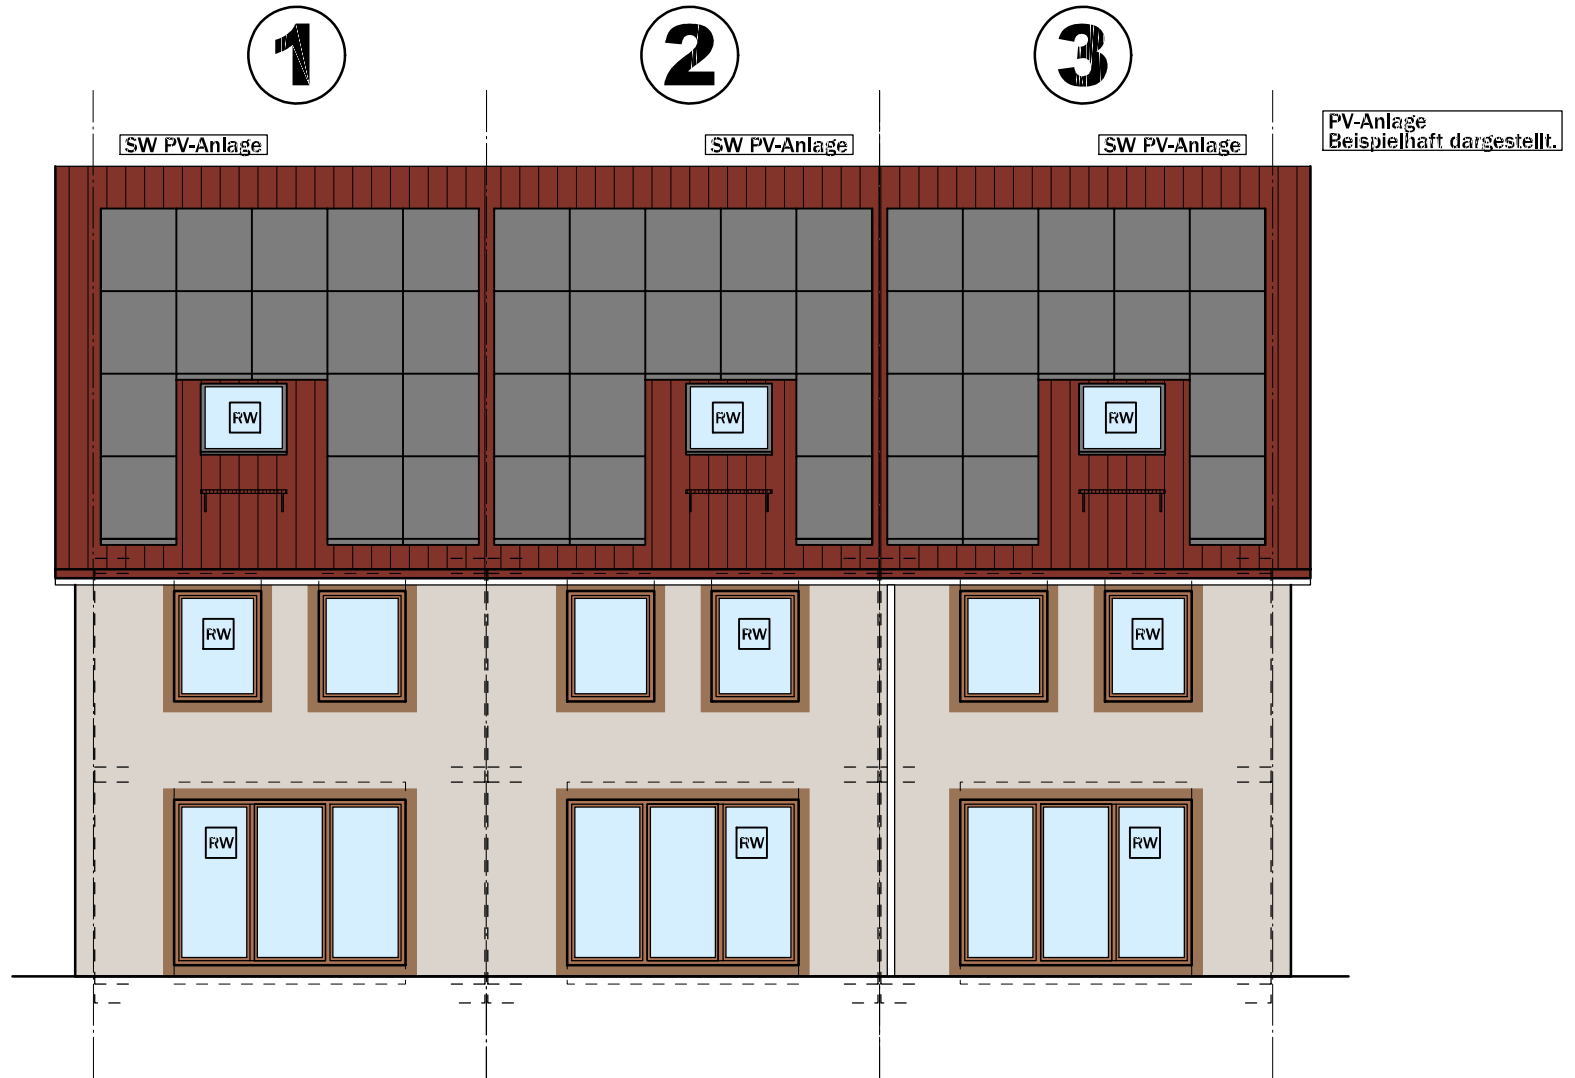 1 2 3
SW PV-Anlage SW PV-Anlage SW PV-Anlage
PV-Anlage
Beispielhaft dargestellt.
RW RW RW
RW RW RW
RW RW RW